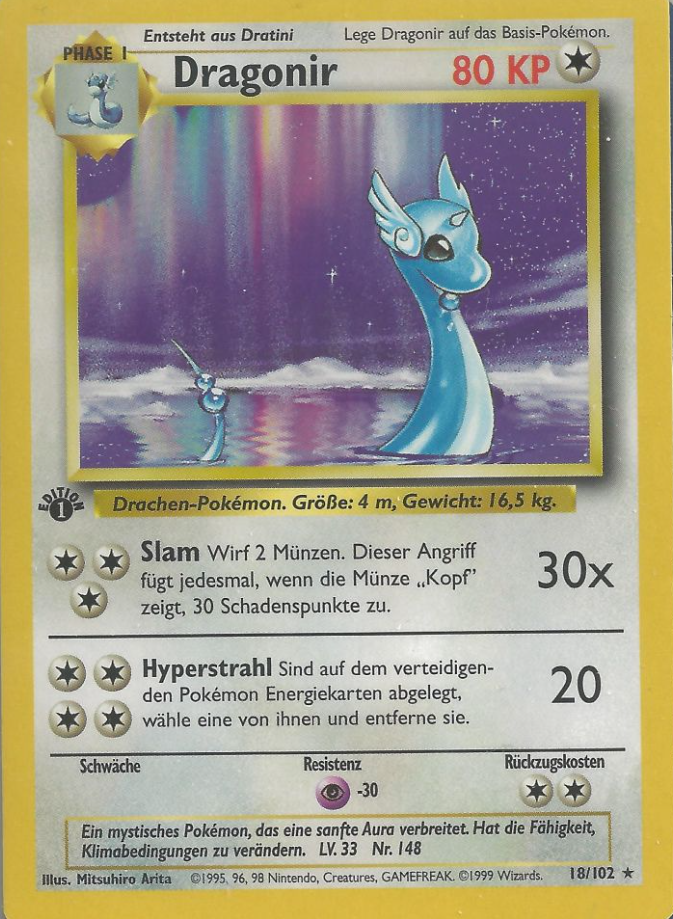 Entsteht aus Dratini
Lege Dragonir auf das Basis-Pokémon.
PHASE 1
Dragonir
80 KP
EDITION
1
Drachen-Pokémon. Größe: 4 m, Gewicht: 16,5 kg.
Slam Wirf 2 Münzen. Dieser Angriff
fügt jedesmal, wenn die Münze „Kopf”
zeigt, 30 Schadenspunkte zu.
30x
Hyperstrahl Sind auf dem verteidigen-
den Pokémon Energiekarten abgelegt,
wähle eine von ihnen und entferne sie.
20
Schwäche
Resistenz
Rückzugskosten
-30
Ein mystisches Pokémon, das eine sanfte Aura verbreitet. Hat die Fähigkeit,
Klimabedingungen zu verändern. LV. 33 Nr. 148
Illus. Mitsuhiro Arita ©1995, 96, 98 Nintendo, Creatures, GAMEFREAK. ©1999 Wizards. 18/102 ★